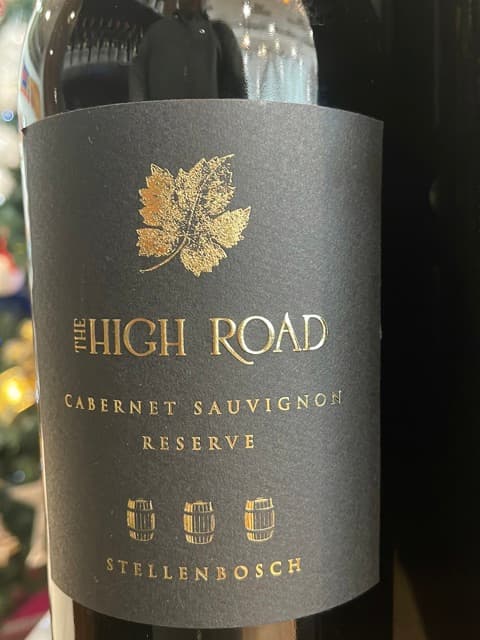 THE HIGH ROAD
CABERNET SAUVIGNON
RESERVE
STELLENBOSCH